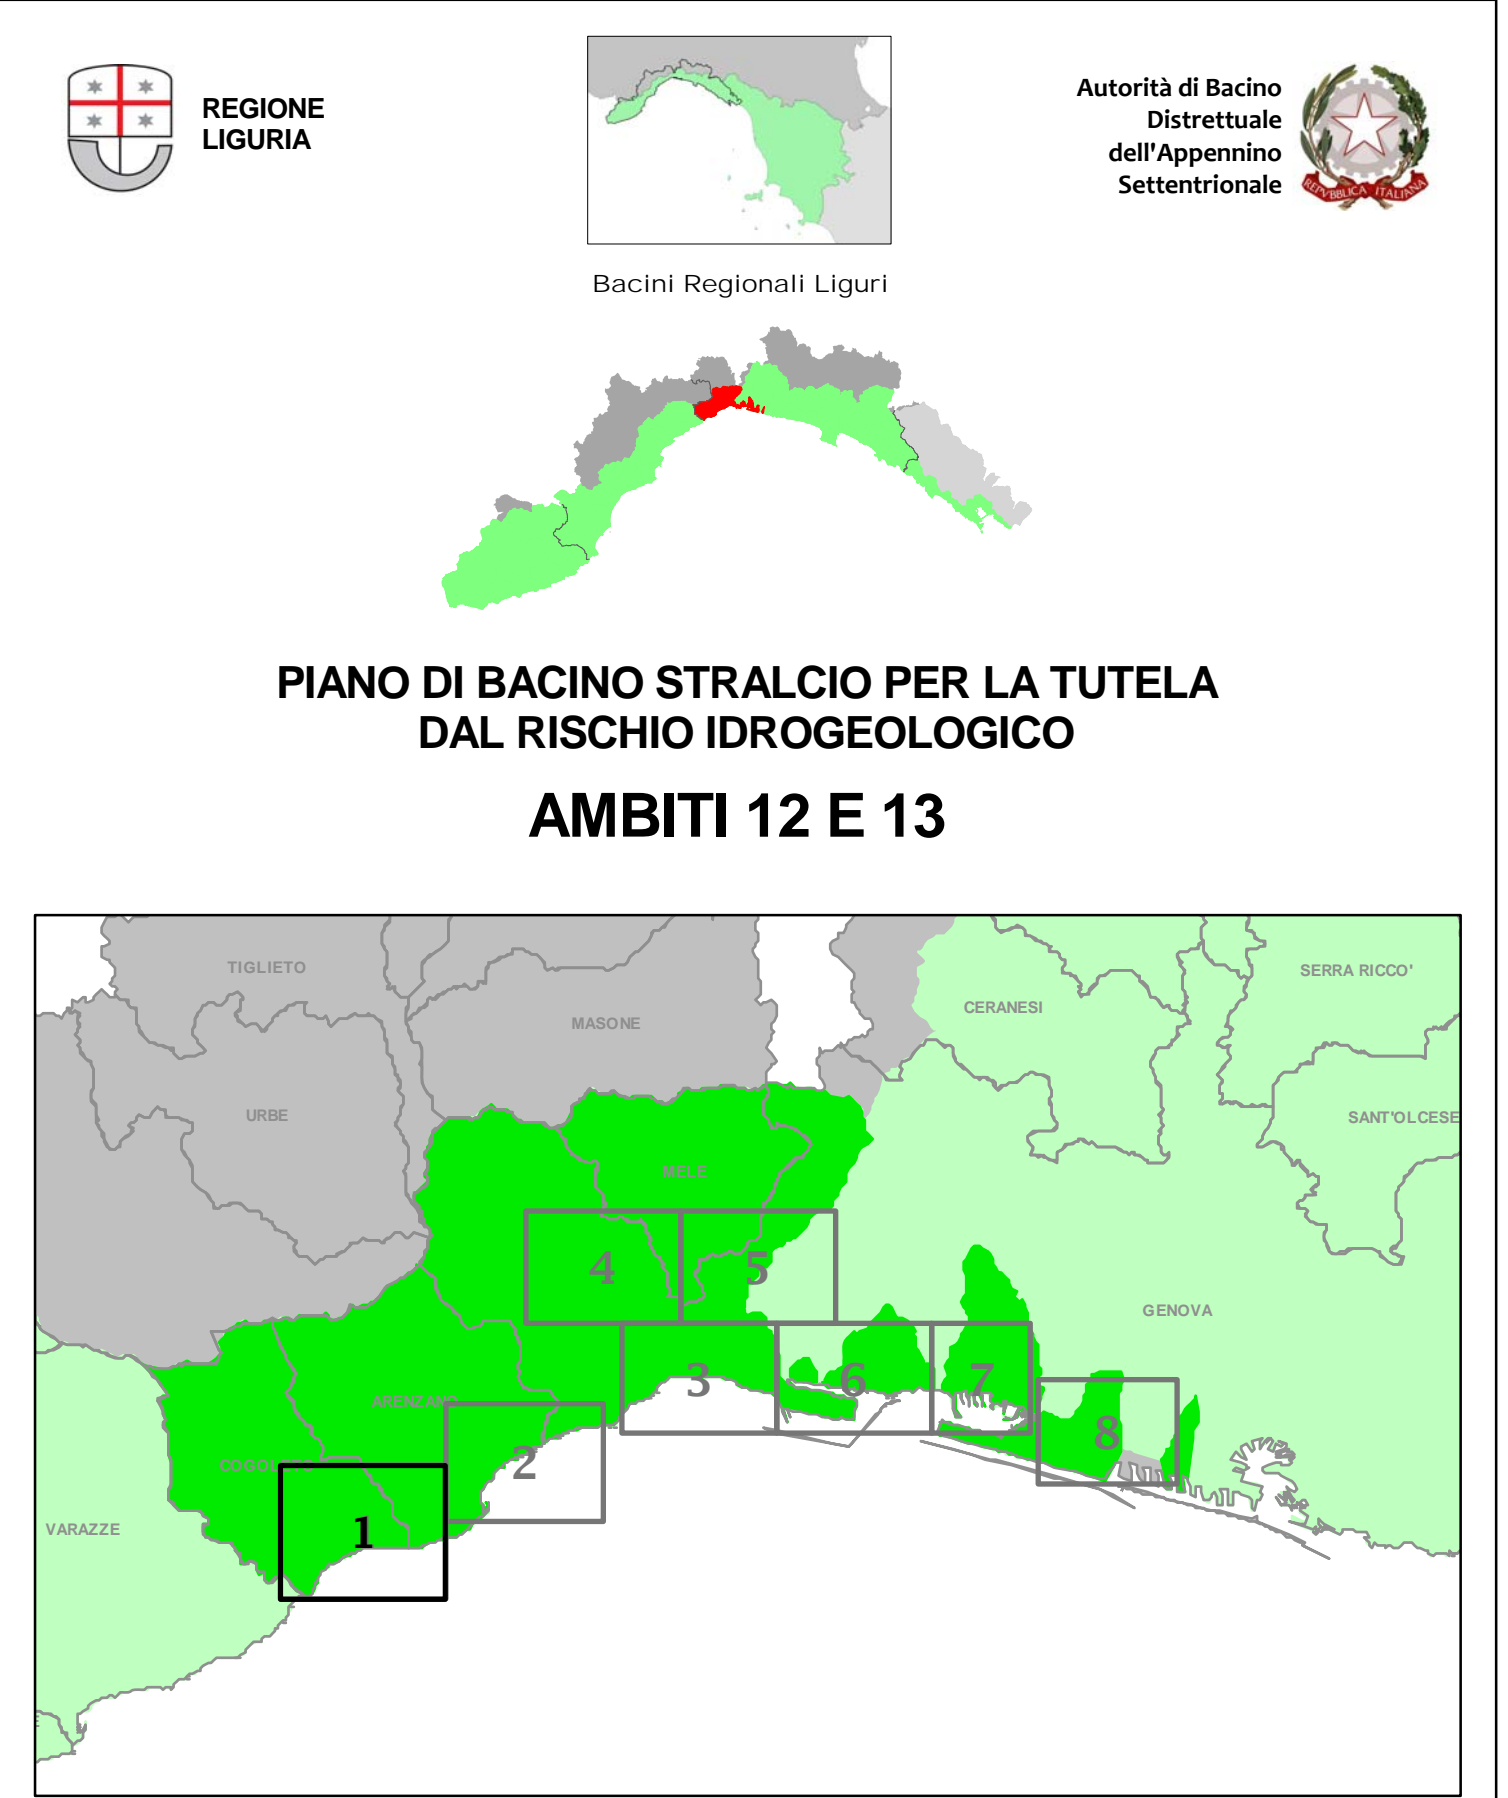 REGIONE
LIGURIA
Autorità di Bacino
Distrettuale
dell'Appennino
Settentrionale
REPVBBLICA ITALIANA
Bacini Regionali Liguri
PIANO DI BACINO STRALCIO PER LA TUTELA
DAL RISCHIO IDROGEOLOGICO
AMBITI 12 E 13
TIGLIETO
SERRA RICCO'
CERANESI
MASONE
URBE
SANT'OLCESE
MELE
4
5
GENOVA
3
6
7
ARENZANO
8
COGOLETO
2
VARAZZE
1